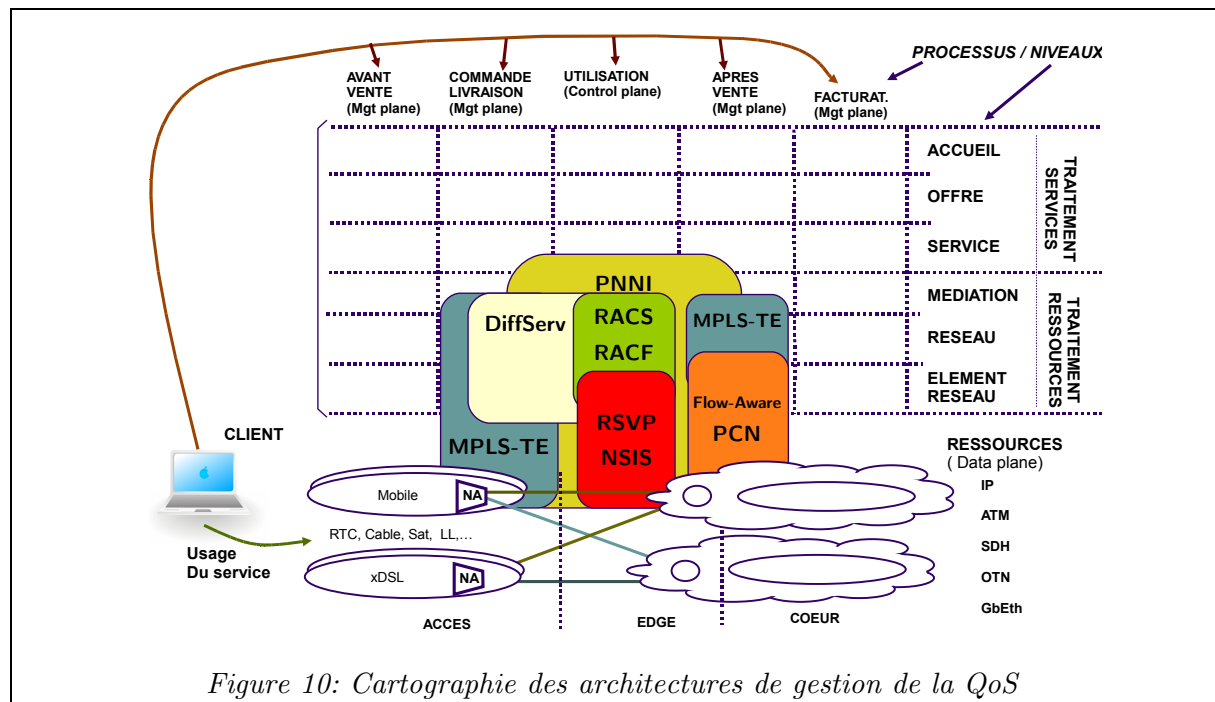 PROCESSUS / NIVEAUX
AVANT
VENTE
(Mgt plane)
COMMANDE
LIVRAISON
(Mgt plane)
UTILISATION
(Control plane)
APRES
VENTE
(Mgt plane)
FACTURAT.
(Mgt plane)
ACCUEIL
OFFRE
SERVICE
TRAITEMENT
SERVICES
MEDIATION
RESEAU
ELEMENT
RESEAU
TRAITEMENT
RESSOURCES
PNNI
DiffServ
RACS
RACF
MPLS-TE
Flow-Aware
PCN
RSVP
NSIS
MPLS-TE
CLIENT
RESSOURCES
( Data plane)
IP
ATM
SDH
OTN
GbEth
Mobile
NA
RTC, Cable, Sat, LL,...
Usage
Du service
xDSL
NA
ACCES
EDGE
COEUR
Figure 10: Cartographie des architectures de gestion de la QoS